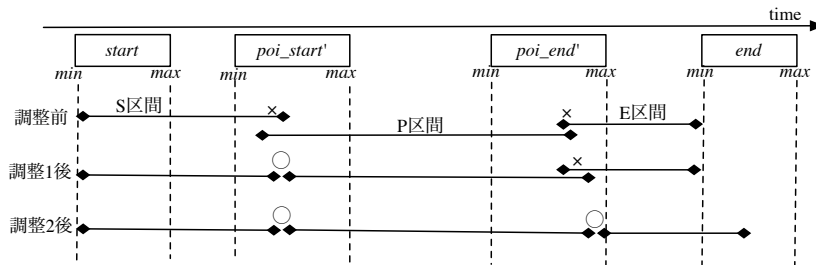 time
start poi_start' poi_end' end
min max min max min max min max
調整前 × S区間 × E区間
P区間
調整1後 ○ ×
調整2後 ○ ○